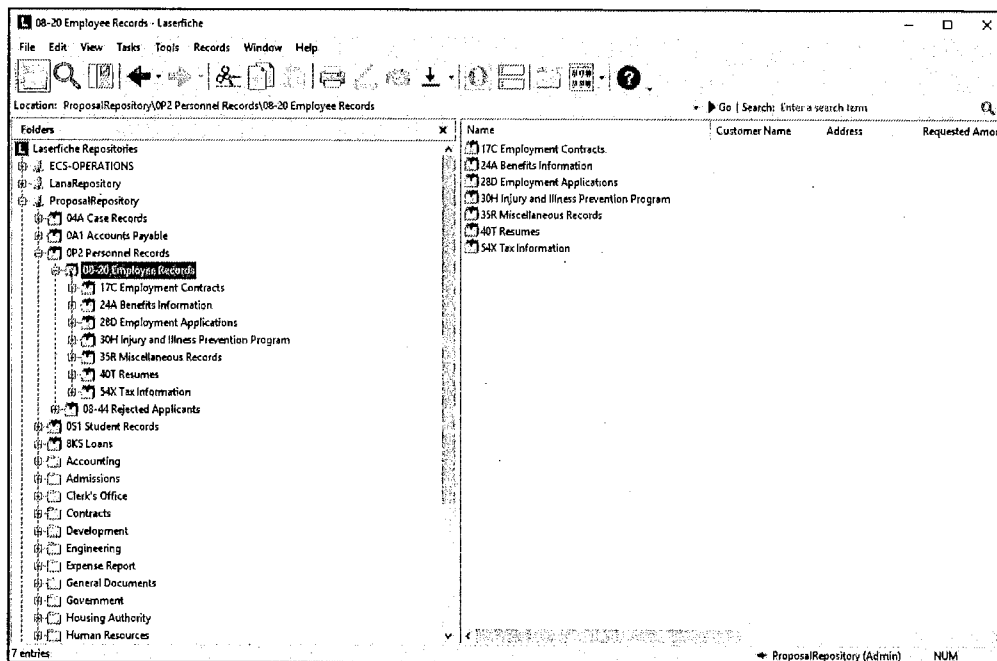 08-20 Employee Records - Laserfiche
File Edit View Tasks Tools Records Window Help
Location: ProposalRepository\0P2 Personnel Records\08-20 Employee Records
Go | Search: Enter a search term
Folders
Laserfiche Repositories
ECS-OPERATIONS
LanaRepository
ProposalRepository
04A Case Records
0A1 Accounts Payable
0P2 Personnel Records
08-20 Employee Records
17C Employment Contracts
24A Benefits Information
28D Employment Applications
30H Injury and Illness Prevention Program
35R Miscellaneous Records
40T Resumes
54X Tax Information
08-44 Rejected Applicants
0S1 Student Records
8KS Loans
Accounting
Admissions
Clerk's Office
Contracts
Development
Engineering
Expense Report
General Documents
Government
Housing Authority
Human Resources
Name Customer Name Address Requested Amo
17C Employment Contracts
24A Benefits Information
28D Employment Applications
30H Injury and Illness Prevention Program
35R Miscellaneous Records
40T Resumes
54X Tax Information
7 entries
ProposalRepository (Admin) NUM